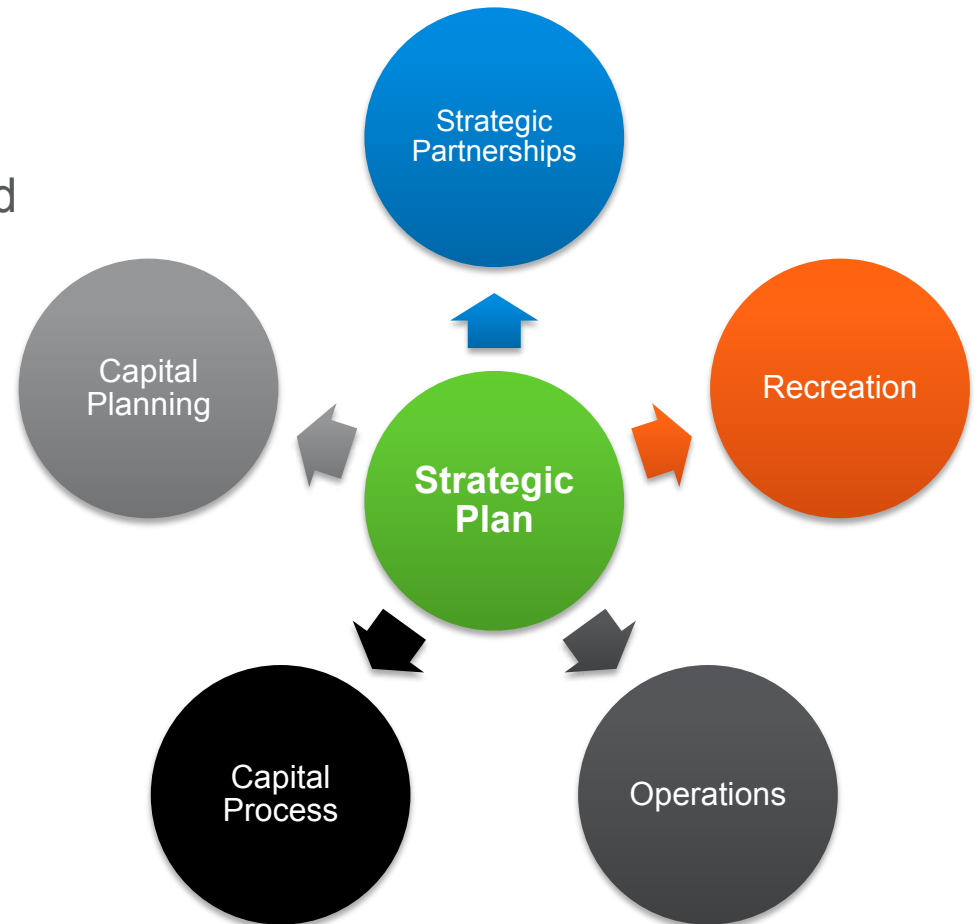 Strategic
Partnerships
d
Capital
Planning
Recreation
Strategic
Plan
Capital
Process
Operations